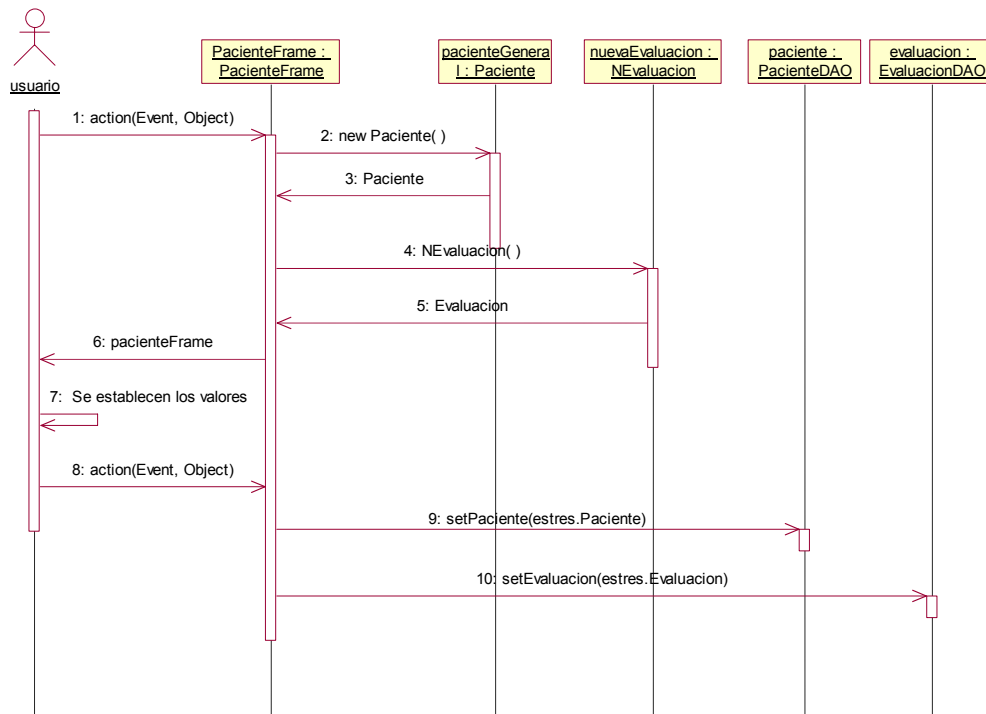 usuario
PacienteFrame :
PacienteFrame
pacienteGenera
l : Paciente
nuevaEvaluacion :
NEvaluacion
paciente :
PacienteDAO
evaluacion :
EvaluacionDAO
1: action(Event, Object)
2: new Paciente( )
3: Paciente
4: NEvaluacion( )
5: Evaluacion
6: pacienteFrame
7:  Se establecen los valores
8: action(Event, Object)
9: setPaciente(estres.Paciente)
10: setEvaluacion(estres.Evaluacion)